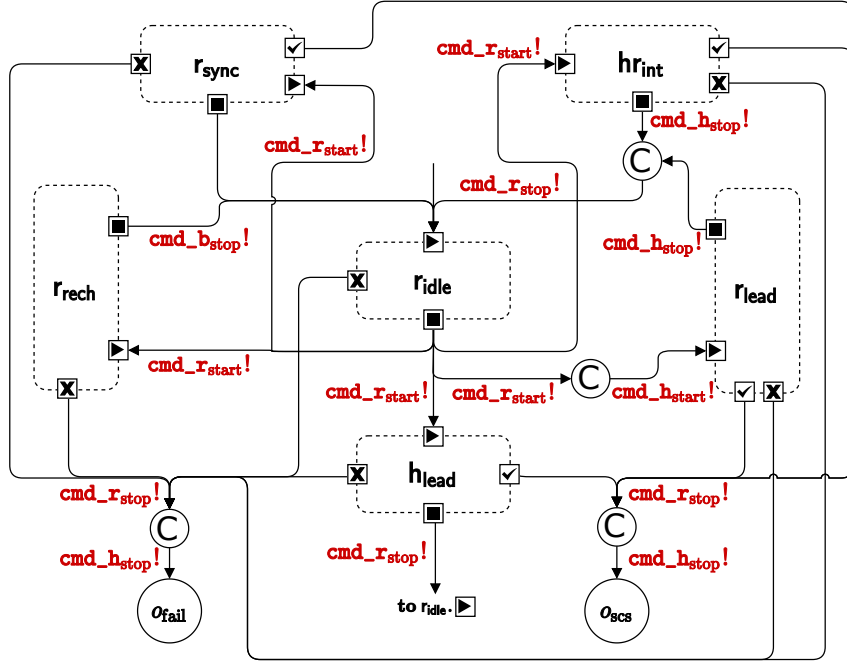 cmd_r_start!
r_sync
hr_int
cmd_h_stop!
cmd_r_start!
C
cmd_r_stop!
cmd_b_stop!
cmd_h_stop!
r_rech
r_idle
r_lead
cmd_r_start!
cmd_r_start!
cmd_r_start!
C
cmd_h_start!
h_lead
cmd_r_stop!
cmd_r_stop!
C
C
cmd_h_stop!
cmd_r_stop!
cmd_h_stop!
o_fail
to r_idle.
o_scs